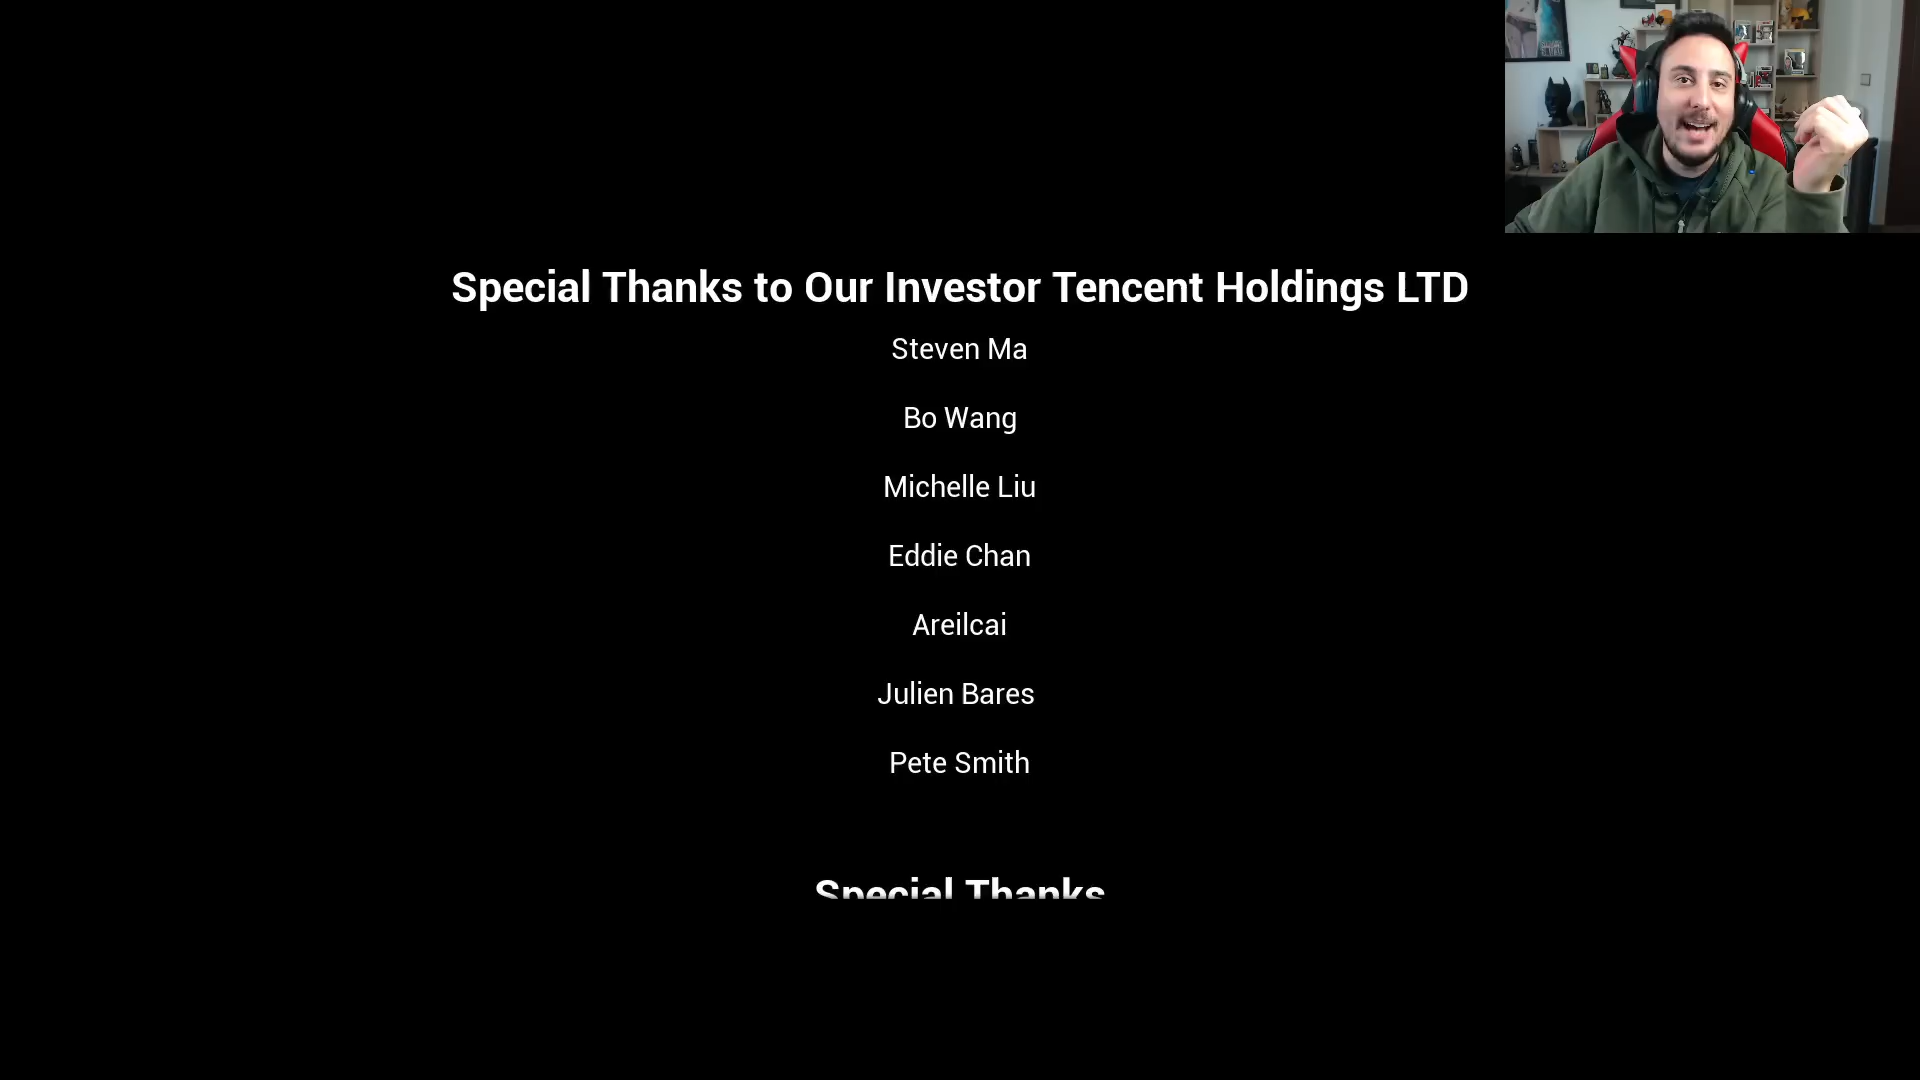 Special Thanks to Our Investor Tencent Holdings LTD
Steven Ma
Bo Wang
Michelle Liu
Eddie Chan
Areilcai
Julien Bares
Pete Smith
Special Thanks